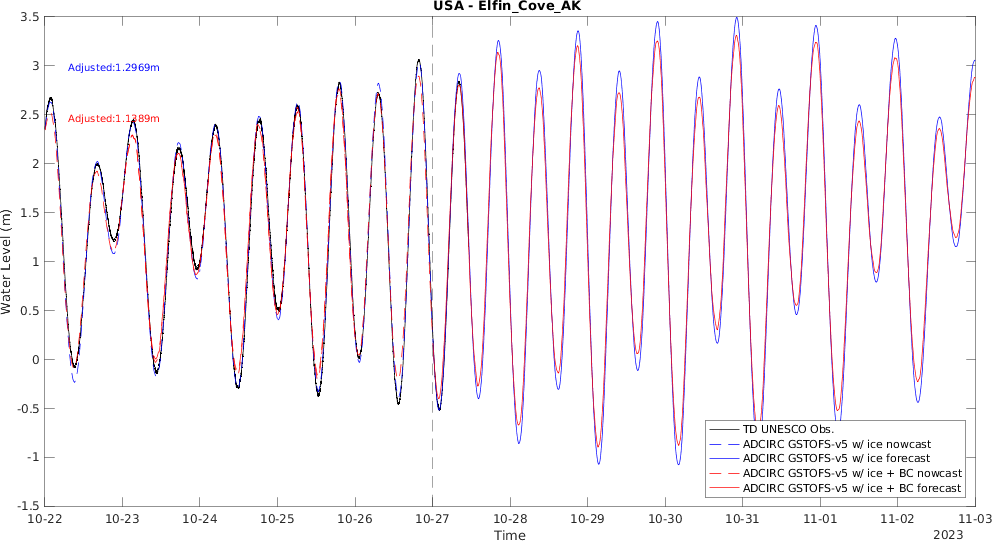 USA - Elfin_Cove_AK
Adjusted:1.2969m
Adjusted:1.1389m
Water Level (m)
3.5
3
2.5
2
1.5
1
0.5
0
-0.5
-1
-1.5
TD UNESCO Obs.
ADCIRC GSTOFS-v5 w/ ice nowcast
ADCIRC GSTOFS-v5 w/ ice forecast
ADCIRC GSTOFS-v5 w/ ice + BC nowcast
ADCIRC GSTOFS-v5 w/ ice + BC forecast
10-22 10-23 10-24 10-25 10-26 10-27 10-28 10-29 10-30 10-31 11-01 11-02 11-03
Time
2023